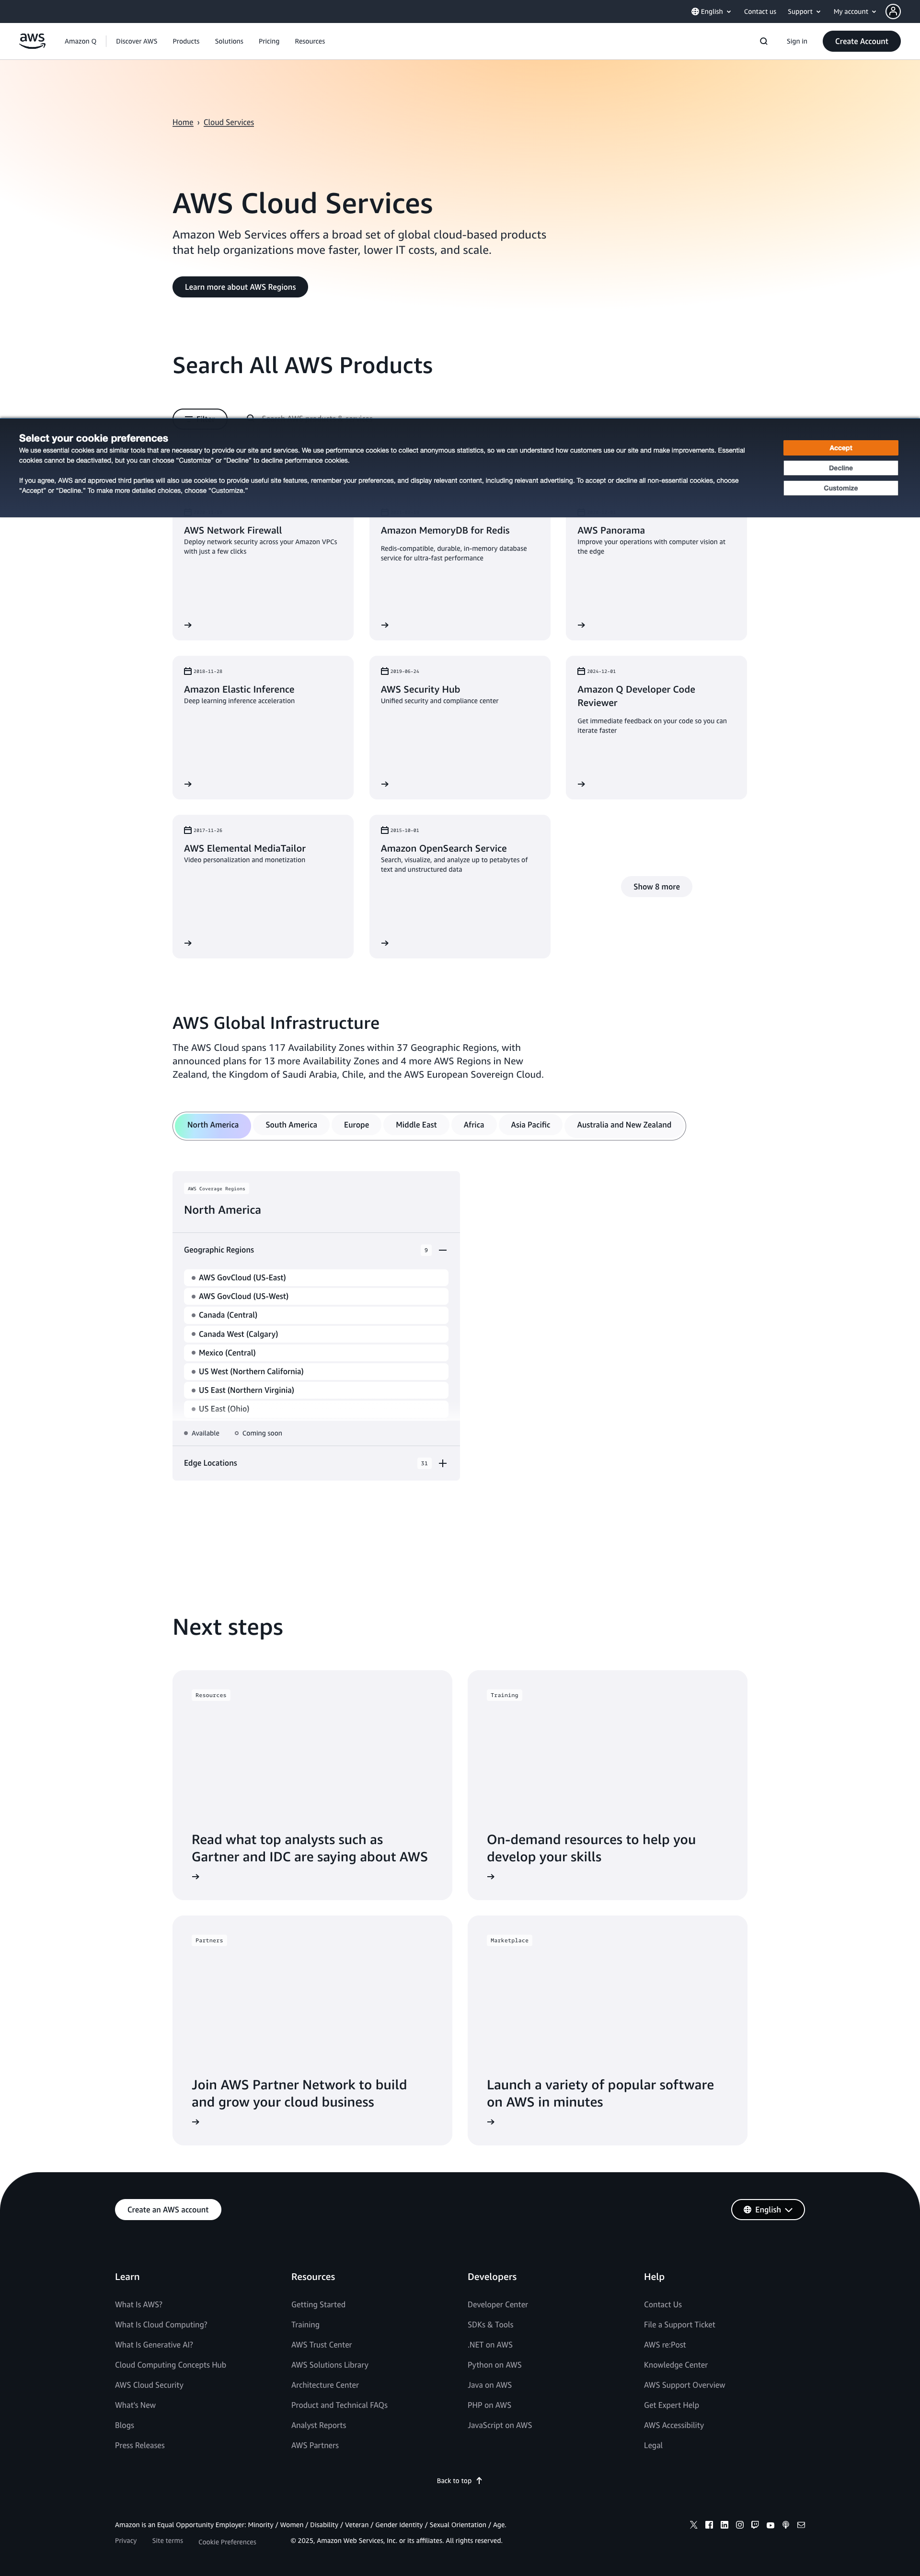 English
Contact us
Support
My account
aws
Amazon Q
Discover AWS
Products
Solutions
Pricing
Resources
Sign in
Create Account
Home › Cloud Services
AWS Cloud Services
Amazon Web Services offers a broad set of global cloud-based products
that help organizations move faster, lower IT costs, and scale.
Learn more about AWS Regions
Search All AWS Products
Select your cookie preferences
We use essential cookies and similar tools that are necessary to provide our site and services. We use performance cookies to collect anonymous statistics, so we can understand how customers use our site and make improvements. Essential
cookies cannot be deactivated, but you can choose “Customize” or “Decline” to decline performance cookies.
If you agree, AWS and approved third parties will also use cookies to provide useful site features, remember your preferences, and display relevant content, including relevant advertising. To accept or decline all non-essential cookies, choose
“Accept” or “Decline.” To make more detailed choices, choose “Customize.”
Accept
Decline
Customize
AWS Network Firewall
Deploy network security across your Amazon VPCs
with just a few clicks
Amazon MemoryDB for Redis
Redis-compatible, durable, in-memory database
service for ultra-fast performance
AWS Panorama
Improve your operations with computer vision at
the edge
2018-11-28
Amazon Elastic Inference
Deep learning inference acceleration
2019-06-24
AWS Security Hub
Unified security and compliance center
2024-12-01
Amazon Q Developer Code
Reviewer
Get immediate feedback on your code so you can
iterate faster
2017-11-26
AWS Elemental MediaTailor
Video personalization and monetization
2015-10-01
Amazon OpenSearch Service
Search, visualize, and analyze up to petabytes of
text and unstructured data
Show 8 more
AWS Global Infrastructure
The AWS Cloud spans 117 Availability Zones within 37 Geographic Regions, with
announced plans for 13 more Availability Zones and 4 more AWS Regions in New
Zealand, the Kingdom of Saudi Arabia, Chile, and the AWS European Sovereign Cloud.
North America
South America
Europe
Middle East
Africa
Asia Pacific
Australia and New Zealand
AWS Coverage Regions
North America
Geographic Regions
9
AWS GovCloud (US-East)
AWS GovCloud (US-West)
Canada (Central)
Canada West (Calgary)
Mexico (Central)
US West (Northern California)
US East (Northern Virginia)
US East (Ohio)
Available
Coming soon
Edge Locations
31
Next steps
Resources
Read what top analysts such as
Gartner and IDC are saying about AWS
Training
On-demand resources to help you
develop your skills
Partners
Join AWS Partner Network to build
and grow your cloud business
Marketplace
Launch a variety of popular software
on AWS in minutes
Create an AWS account
English
Learn
What Is AWS?
What Is Cloud Computing?
What Is Generative AI?
Cloud Computing Concepts Hub
AWS Cloud Security
What's New
Blogs
Press Releases
Resources
Getting Started
Training
AWS Trust Center
AWS Solutions Library
Architecture Center
Product and Technical FAQs
Analyst Reports
AWS Partners
Developers
Developer Center
SDKs & Tools
.NET on AWS
Python on AWS
Java on AWS
PHP on AWS
JavaScript on AWS
Help
Contact Us
File a Support Ticket
AWS re:Post
Knowledge Center
AWS Support Overview
Get Expert Help
AWS Accessibility
Legal
Back to top
Amazon is an Equal Opportunity Employer: Minority / Women / Disability / Veteran / Gender Identity / Sexual Orientation / Age.
Privacy
Site terms
Cookie Preferences
© 2025, Amazon Web Services, Inc. or its affiliates. All rights reserved.